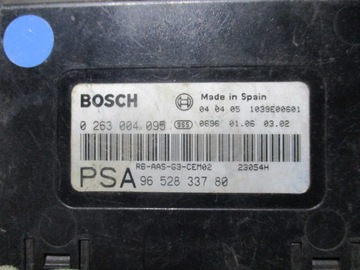 BOSCH
Made in Spain
04 04 05 1039E00601
0 263 004 095
0696 01.06 03.02
RB-AAS-G3-CEM02 23054H
PSA 96 528 337 80